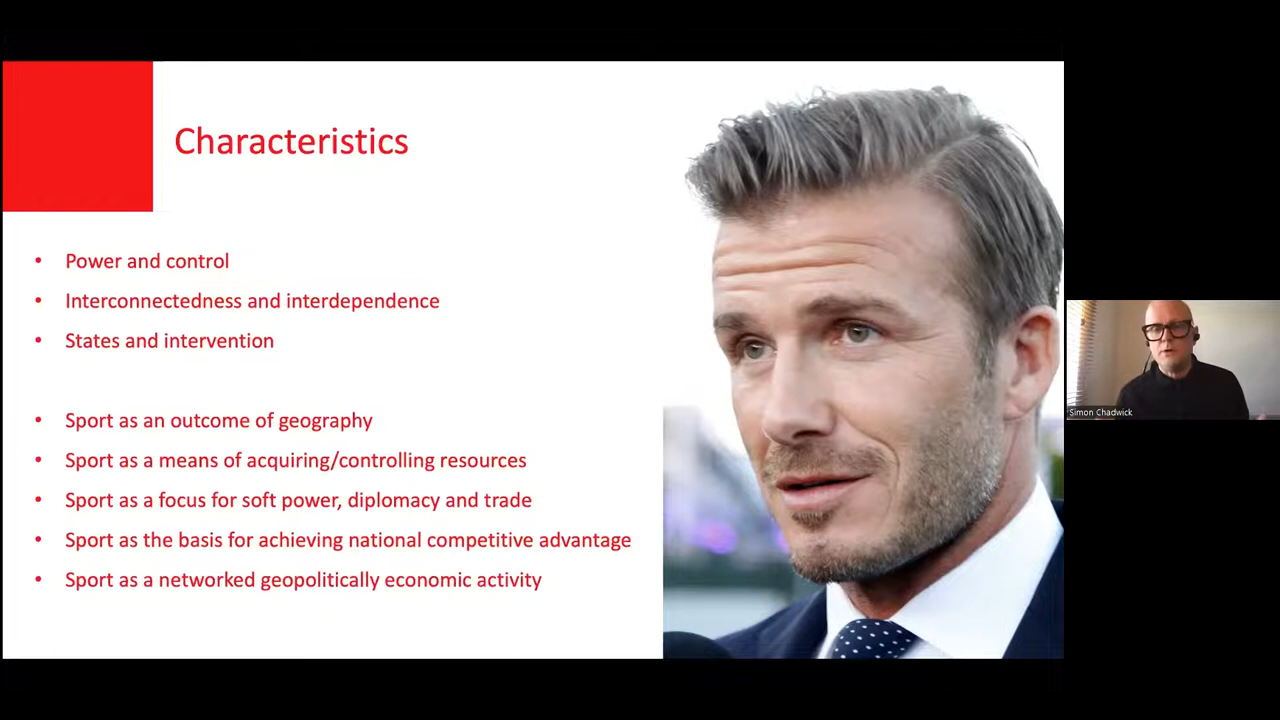 Characteristics
• Power and control
• Interconnectedness and interdependence
• States and intervention
• Sport as an outcome of geography
• Sport as a means of acquiring/controlling resources
• Sport as a focus for soft power, diplomacy and trade
• Sport as the basis for achieving national competitive advantage
• Sport as a networked geopolitically economic activity
Simon Chadwick